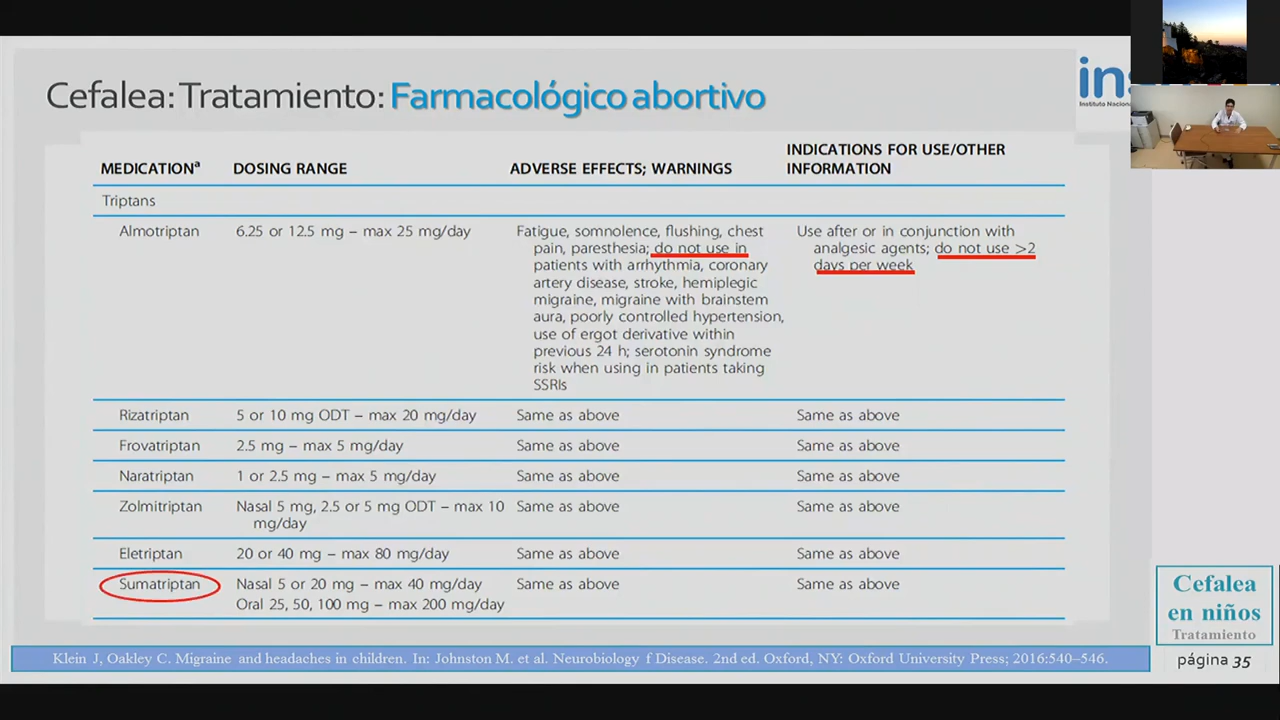 Cefalea: Tratamiento: Farmacológico abortivo
ins
Instituto Naciona
MEDICATIONª DOSING RANGE ADVERSE EFFECTS; WARNINGS INDICATIONS FOR USE/OTHER INFORMATION
Triptans
Almotriptan 6.25 or 12.5 mg – max 25 mg/day
Fatigue, somnolence, flushing, chest
pain, paresthesia; do not use in
patients with arrhythmia, coronary
artery disease, stroke, hemiplegic
migraine, migraine with brainstem
aura, poorly controlled hypertension,
use of ergot derivative within
previous 24 h; serotonin syndrome
risk when using in patients taking
SSRIs
Use after or in conjunction with
analgesic agents; do not use >2
days per week
Rizatriptan 5 or 10 mg ODT – max 20 mg/day Same as above Same as above
Frovatriptan 2.5 mg – max 5 mg/day Same as above Same as above
Naratriptan 1 or 2.5 mg – max 5 mg/day Same as above Same as above
Zolmitriptan Nasal 5 mg, 2.5 or 5 mg ODT – max 10 Same as above Same as above
mg/day
Eletriptan 20 or 40 mg – max 80 mg/day Same as above Same as above
Sumatriptan Nasal 5 or 20 mg – max 40 mg/day Same as above Same as above
Oral 25, 50, 100 mg – max 200 mg/day
Cefalea
en niños
Tratamiento
Klein J, Oakley C. Migraine and headaches in children. In: Johnston M. et al. Neurobiology f Disease. 2nd ed. Oxford, NY: Oxford University Press; 2016:540–546.
página 35